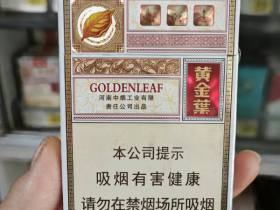 GOLDENLEAF
河南中烟工业有限
责任公司出品
黄金葉
本公司提示
吸烟有害健康
请勿在禁烟场所吸烟